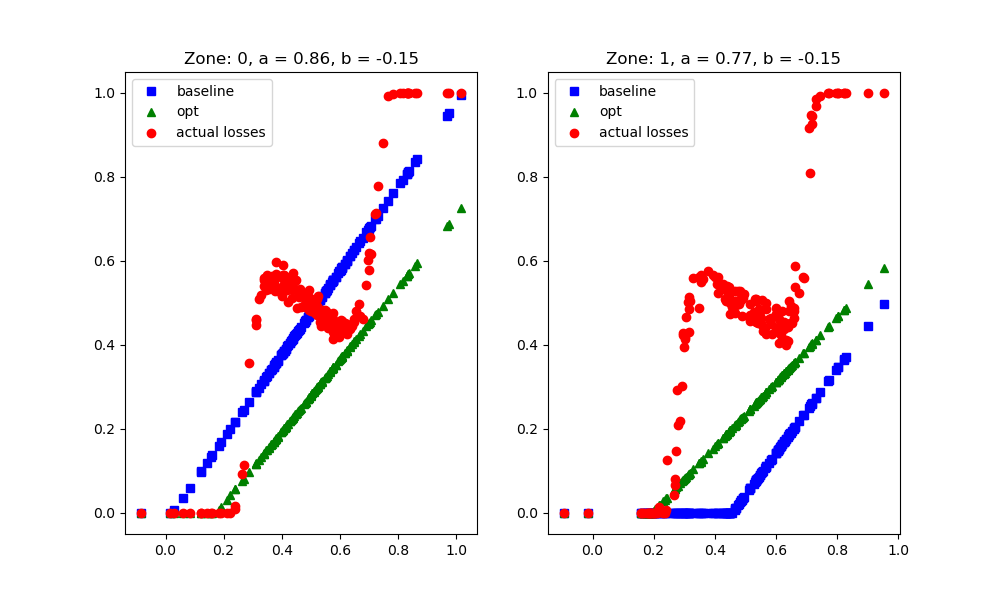 Zone: 0, a = 0.86, b = -0.15
baseline
opt
actual losses
1.0
0.8
0.6
0.4
0.2
0.0
0.0 0.2 0.4 0.6 0.8 1.0
Zone: 1, a = 0.77, b = -0.15
baseline
opt
actual losses
1.0
0.8
0.6
0.4
0.2
0.0
0.0 0.2 0.4 0.6 0.8 1.0